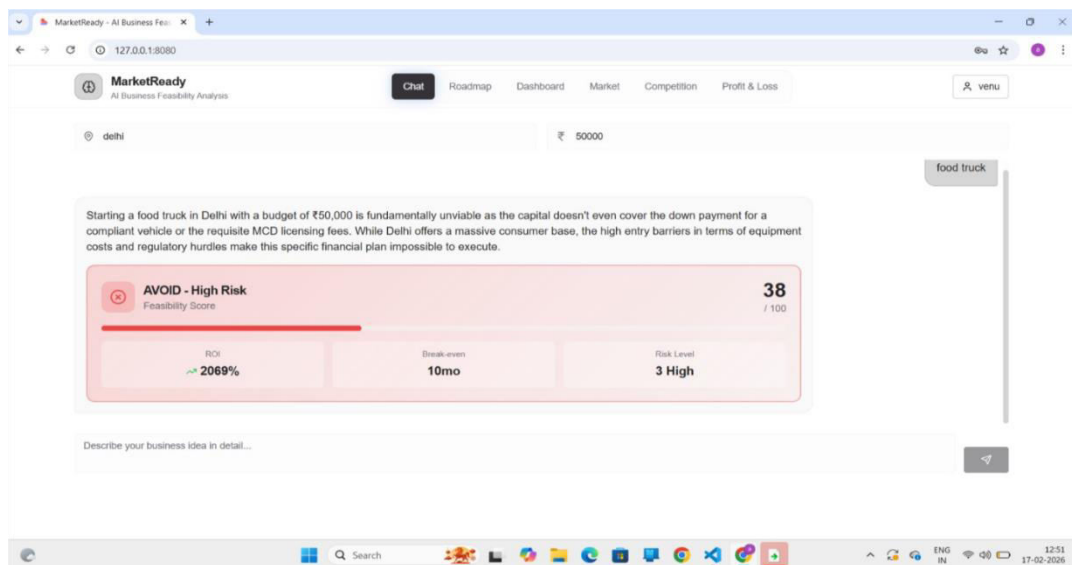 MarketReady - AI Business Feas
127.0.0.1:8080
MarketReady
AI Business Feasibility Analysis
Chat
Roadmap
Dashboard
Market
Competition
Profit & Loss
venu
delhi
₹ 50000
food truck
Starting a food truck in Delhi with a budget of ₹50,000 is fundamentally unviable as the capital doesn't even cover the down payment for a
compliant vehicle or the requisite MCD licensing fees. While Delhi offers a massive consumer base, the high entry barriers in terms of equipment
costs and regulatory hurdles make this specific financial plan impossible to execute.
AVOID - High Risk
Feasibility Score
38
/ 100
ROI
2069%
Break-even
10mo
Risk Level
3 High
Describe your business idea in detail...
Search
ENG
IN
12:51
17-02-2026